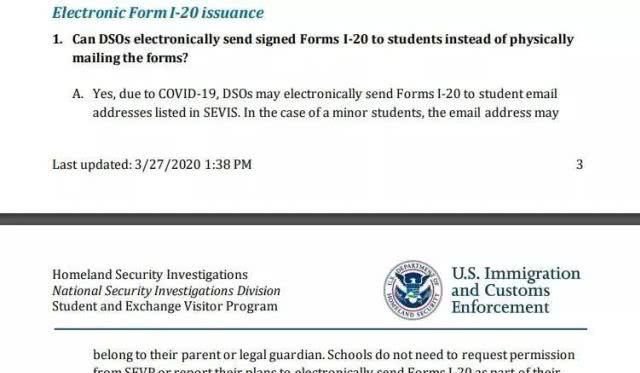 Electronic Form I-20 issuance
1. Can DSOs electronically send signed Forms I-20 to students instead of physically
mailing the forms?
A. Yes, due to COVID-19, DSOs may electronically send Forms I-20 to student email
addresses listed in SEVIS. In the case of a minor students, the email address may
Last updated: 3/27/2020 1:38 PM
3
Homeland Security Investigations
National Security Investigations Division
Student and Exchange Visitor Program
U.S. Immigration
and Customs
Enforcement
belong to their parent or legal guardian. Schools do not need to request permission
from SEVP or report their plans to electronically send Forms I-20 as part of their